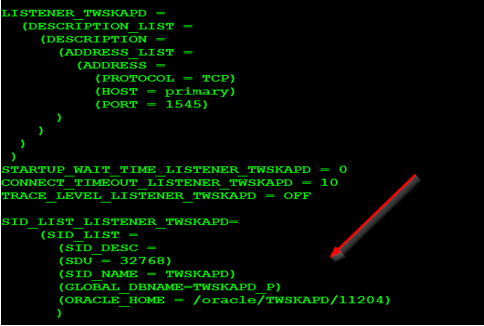 LISTENER_TWSKAPD =
(DESCRIPTION_LIST =
(DESCRIPTION =
(ADDRESS_LIST =
(ADDRESS =
(PROTOCOL = TCP)
(HOST = primary)
(PORT = 1545)
)
)
)
)
STARTUP_WAIT_TIME_LISTENER_TWSKAPD = 0
CONNECT_TIMEOUT_LISTENER_TWSKAPD = 10
TRACE_LEVEL_LISTENER_TWSKAPD = OFF
SID_LIST_LISTENER_TWSKAPD=
(SID_LIST =
(SID_DESC =
(SDU = 32768)
(SID_NAME = TWSKAPD)
(GLOBAL_DBNAME=TWSKAPD_P)
(ORACLE_HOME = /oracle/TWSKAPD/11204)
)